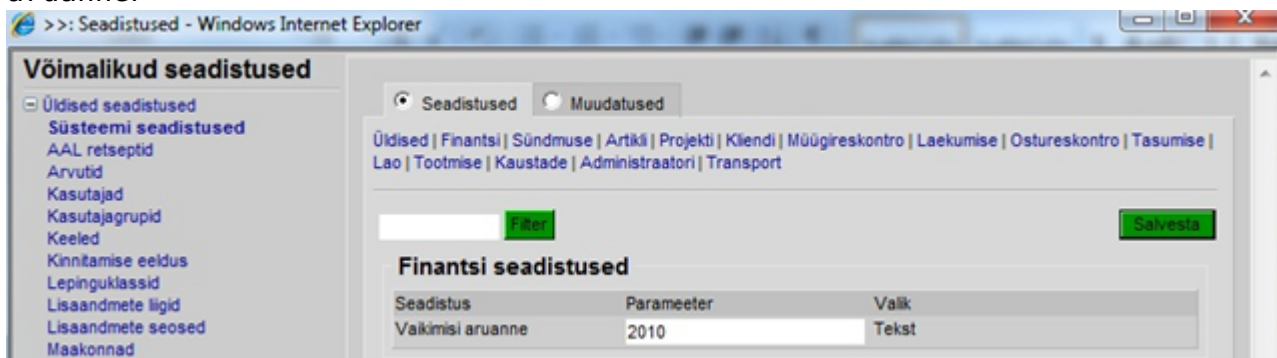 >>: Seadistused - Windows Internet Explorer
Võimalikud seadistused
Üldised seadistused
Süsteemi seadistused
AAL retseptid
Arvutid
Kasutajad
Kasutajagrupid
Keeled
Kinnitamise eeldus
Lepinguklassid
Lisaandmete liigid
Lisaandmete seosed
Maakonnad
Seadistused Muudatused
Üldised | Finantsi | Sündmuse | Artikli | Projekti | Kliendi | Müügireskontro | Laekumise | Ostureskontro | Tasumise |
Lao | Tootmise | Kaustade | Administraatori | Transport
Filter Salvesta
Finantsi seadistused
Seadistus Parameeter Valik
Vaikimisi aruanne 2010 Tekst